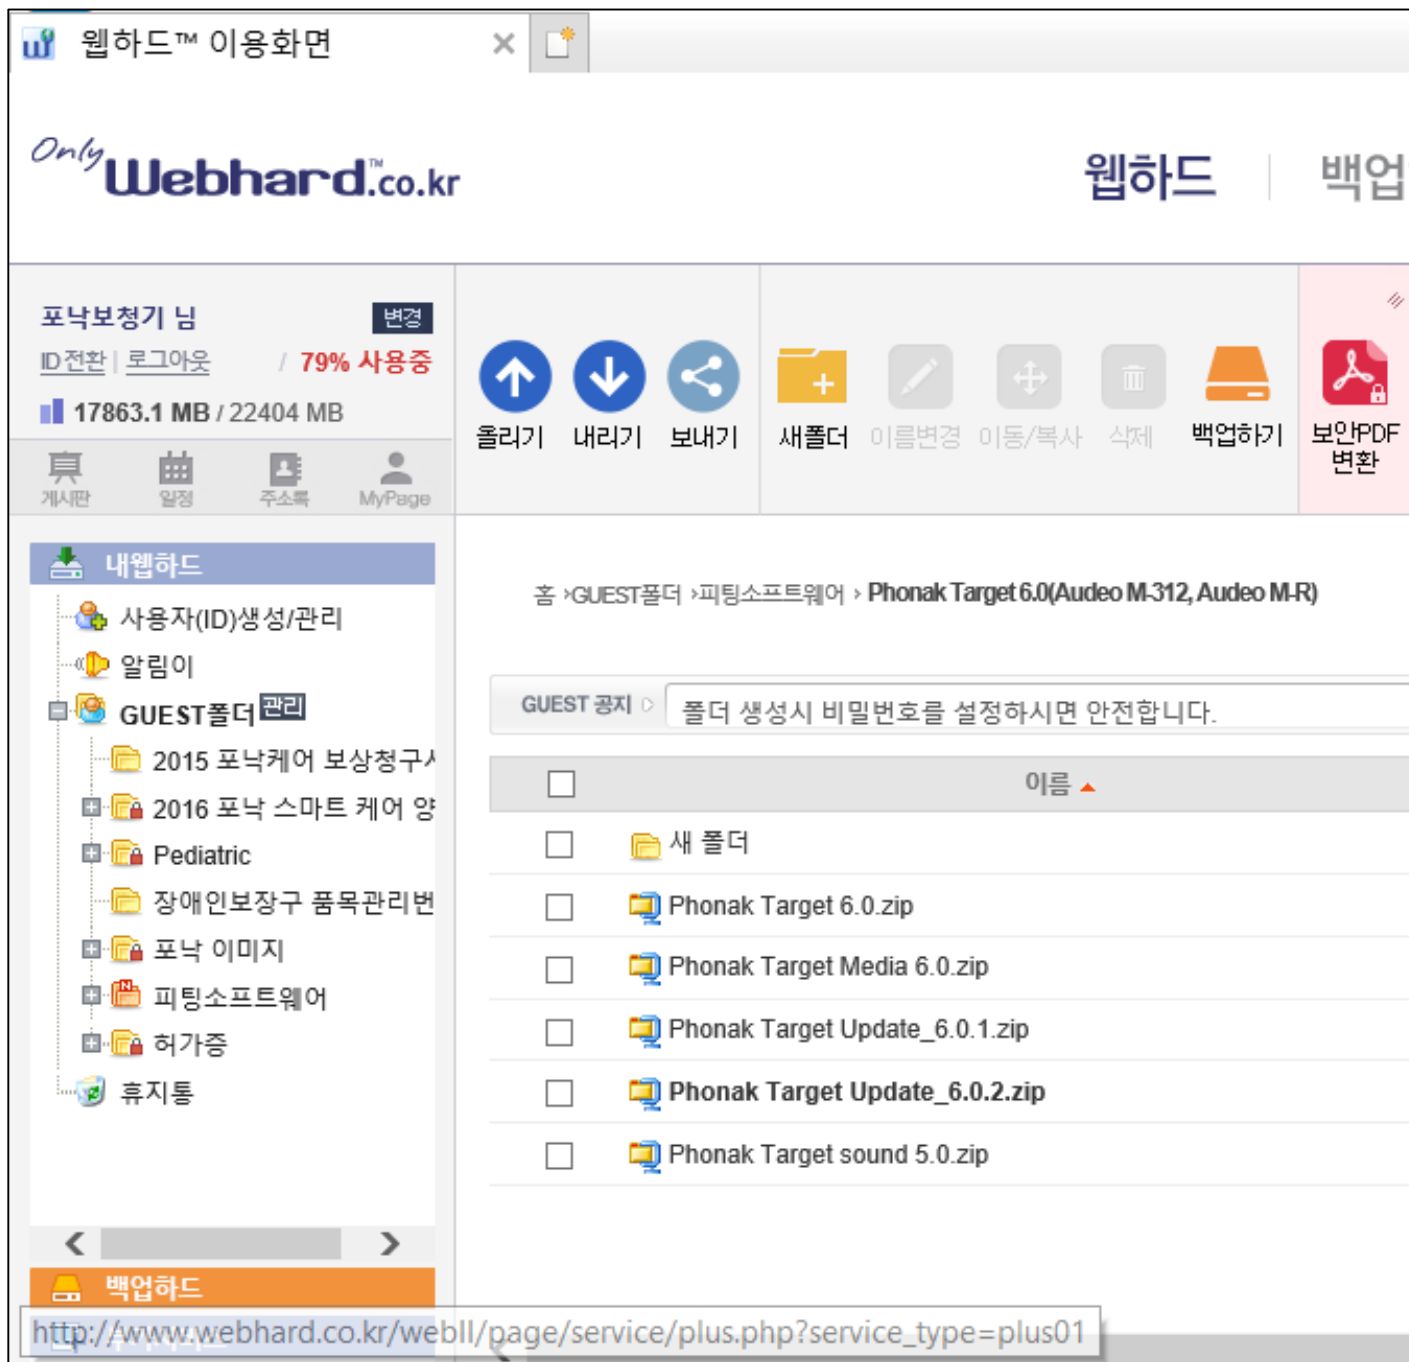 웹하드™ 이용화면
Only Webhard™.co.kr
웹하드
백업
포낙보청기 님
변경
ID전환 | 로그아웃 / 79% 사용중
17863.1 MB / 22404 MB
게시판 일정 주소록 MyPage
올리기 내리기 보내기 새폴더 이름변경 이동/복사 삭제 백업하기 보안PDF
변환
내웹하드
사용자(ID)생성/관리
알림이
GUEST폴더 관리
2015 포낙케어 보상청구
2016 포낙 스마트 케어 양
Pediatric
장애인보장구 품목관리번
포낙 이미지
피팅소프트웨어
허가증
휴지통
백업하드
http://www.webhard.co.kr/webII/page/service/plus.php?service_type=plus01
홈 ›GUEST폴더 ›피팅소프트웨어 › Phonak Target 6.0(Audeo M-312, Audeo M-R)
GUEST 공지
폴더 생성시 비밀번호를 설정하시면 안전합니다.
이름
새 폴더
Phonak Target 6.0.zip
Phonak Target Media 6.0.zip
Phonak Target Update_6.0.1.zip
Phonak Target Update_6.0.2.zip
Phonak Target sound 5.0.zip